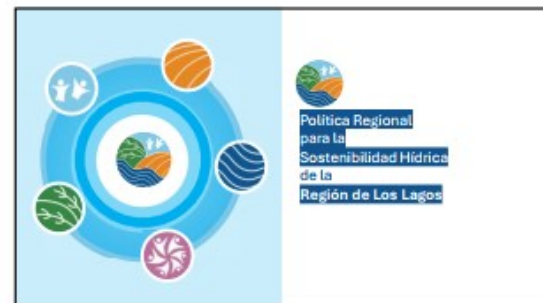 Política Regional
para la
Sostenibilidad Hídrica
de la
Región de Los Lagos